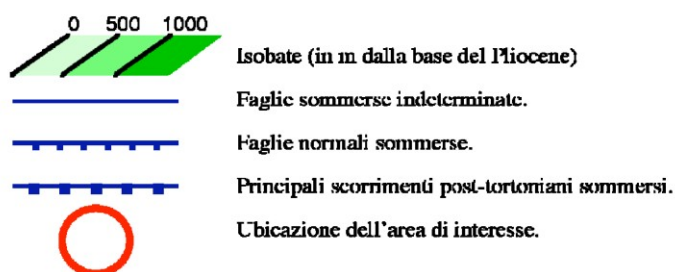 0 500 1000
Isobate (in m dalla base del Pliocene)
Faglie sommerse indeterminate.
Faglie normali sommerse.
Principali scorrimenti post-tortoniani sommersi.
Ubicazione dell'area di interesse.